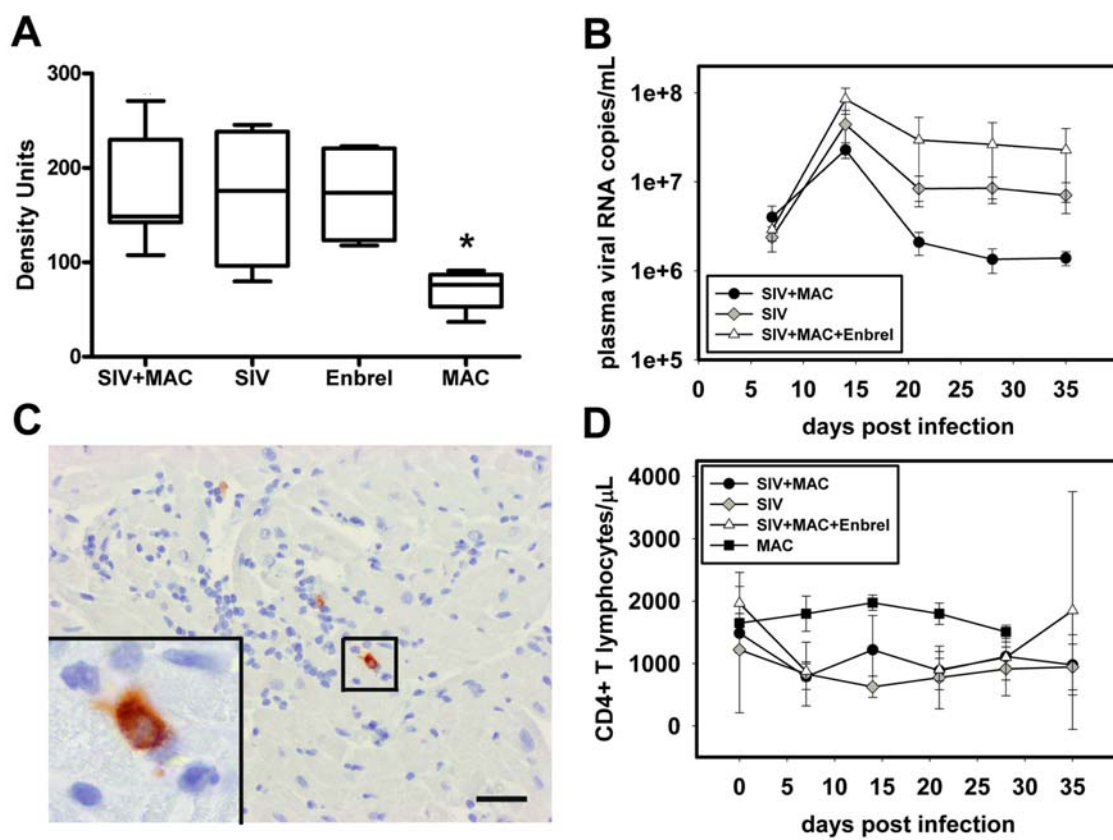 A
Density Units
300
200
100
0
SIV+MAC SIV Enbrel MAC
*
B
plasma viral RNA copies/mL
1e+8
1e+7
1e+6
1e+5
SIV+MAC
SIV
SIV+MAC+Enbrel
0 5 10 15 20 25 30 35
days post infection
C
D
CD4+ T lymphocytes/µL
4000
3000
2000
1000
0
SIV+MAC
SIV
SIV+MAC+Enbrel
MAC
0 5 10 15 20 25 30 35
days post infection